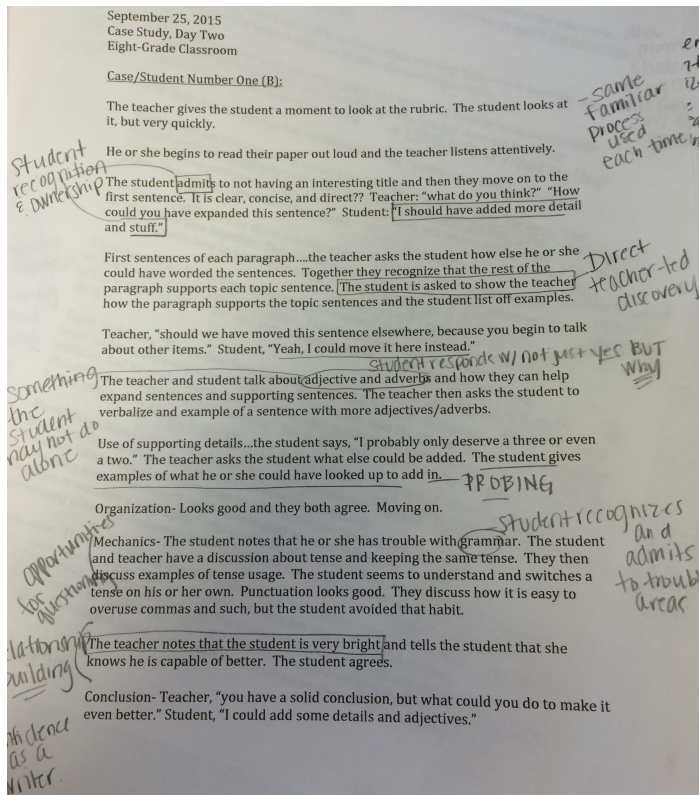 September 25, 2015
Case Study, Day Two
Eight-Grade Classroom
Case/Student Number One (B):
The teacher gives the student a moment to look at the rubric. The student looks at
it, but very quickly.
- same
Familiar
process
used
each time
He or she begins to read their paper out loud and the teacher listens attentively.
Student
recognition
& ownership
The student admits to not having an interesting title and then they move on to the
first sentence. It is clear, concise, and direct?? Teacher: "what do you think?" "How
could you have expanded this sentence?" Student: "I should have added more detail
and stuff."
First sentences of each paragraph....the teacher asks the student how else he or she
could have worded the sentences. Together they recognize that the rest of the
paragraph supports each topic sentence. The student is asked to show the teacher
how the paragraph supports the topic sentences and the student list off examples.
Direct
teacher-led
discovery
Teacher, "should we have moved this sentence elsewhere, because you begin to talk
about other items." Student, "Yeah, I could move it here instead."
student responds w/ not just yes BUT
Why
Something
the
student
may not do
alone
The teacher and student talk about adjective and adverbs and how they can help
expand sentences and supporting sentences. The teacher then asks the student to
verbalize and example of a sentence with more adjectives/adverbs.
Use of supporting details...the student says, "I probably only deserve a three or even
a two." The teacher asks the student what else could be added. The student gives
examples of what he or she could have looked up to add in.
PROBING
Organization- Looks good and they both agree. Moving on.
student recognizes
and
admits
to trouble
areas
opportunities
for
questioning
Mechanics- The student notes that he or she has trouble with grammar. The student
and teacher have a discussion about tense and keeping the same tense. They then
discuss examples of tense usage. The student seems to understand and switches a
tense on his or her own. Punctuation looks good. They discuss how it is easy to
overuse commas and such, but the student avoided that habit.
elationship
uilding
The teacher notes that the student is very bright and tells the student that she
knows he is capable of better. The student agrees.
nfidence
as a
writer.
Conclusion- Teacher, "you have a solid conclusion, but what could you do to make it
even better." Student, "I could add some details and adjectives."